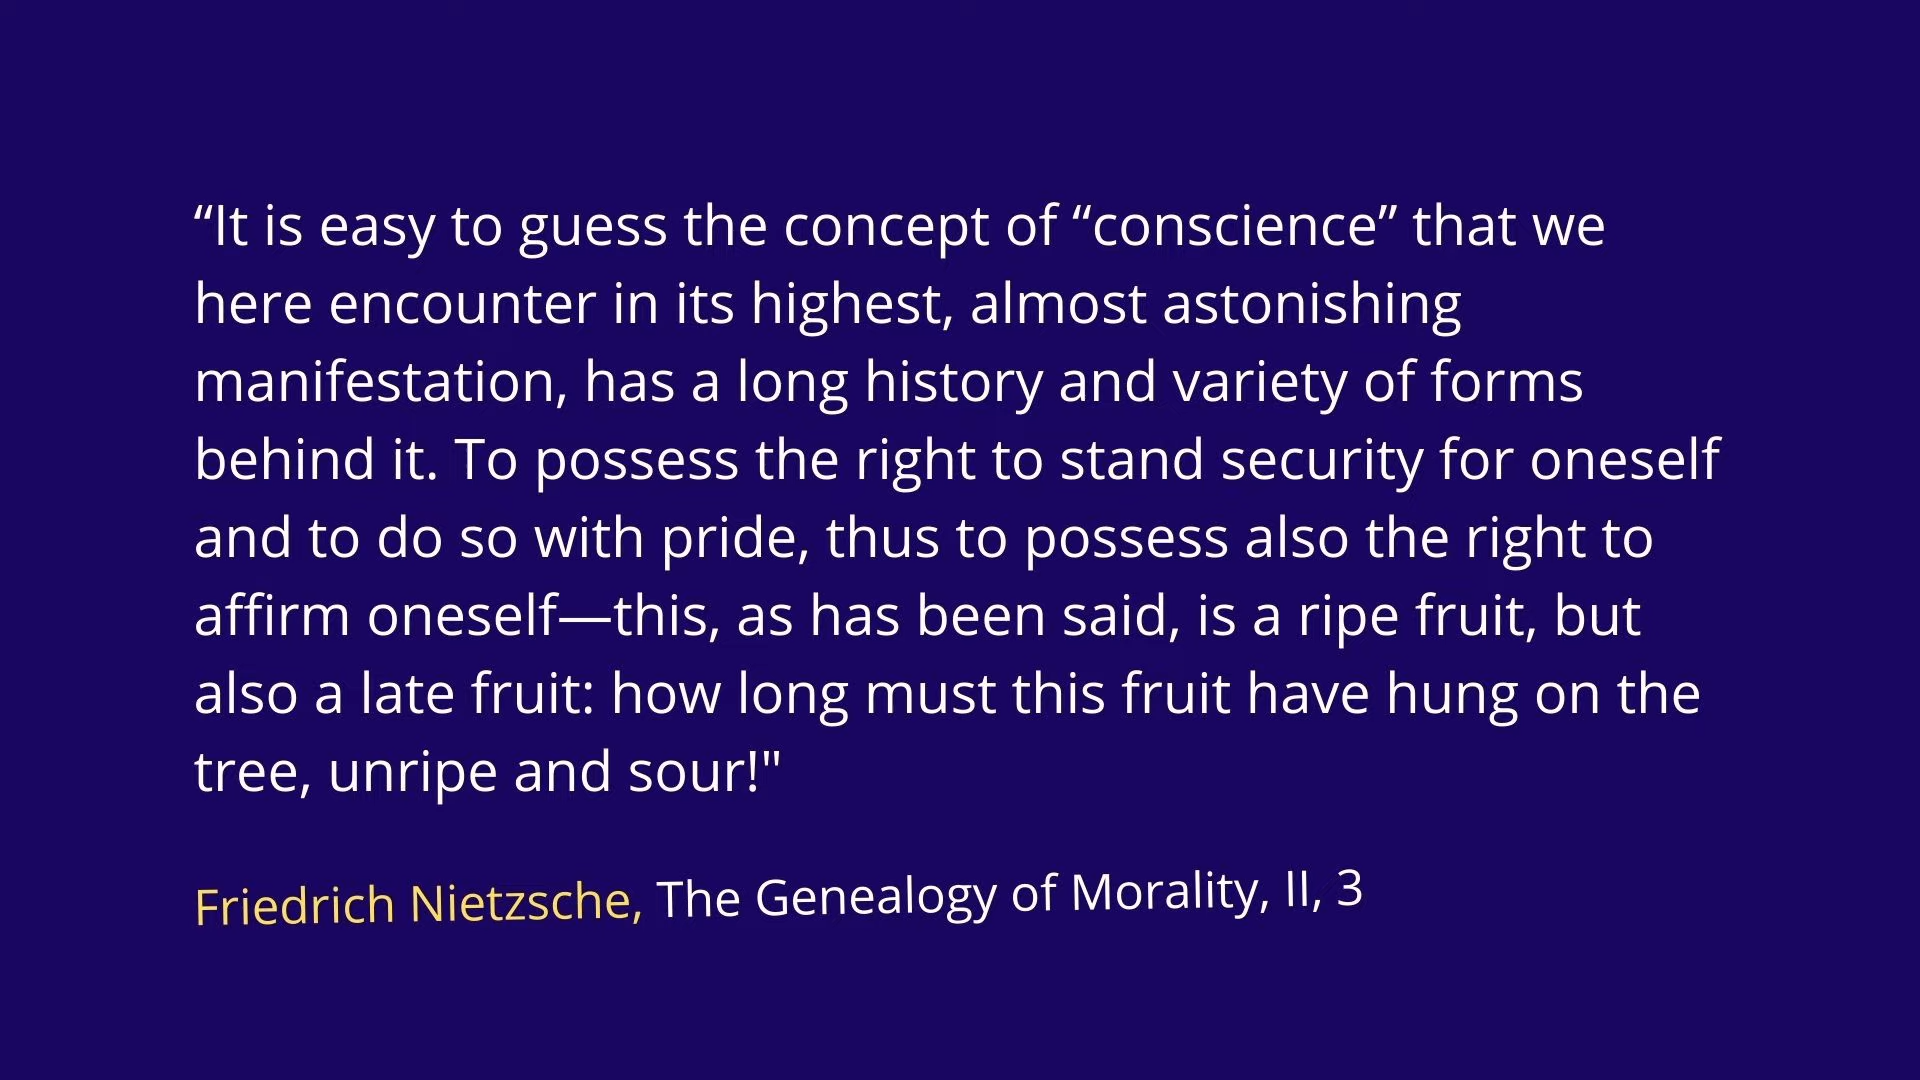 “It is easy to guess the concept of “conscience” that we
here encounter in its highest, almost astonishing
manifestation, has a long history and variety of forms
behind it. To possess the right to stand security for oneself
and to do so with pride, thus to possess also the right to
affirm oneself—this, as has been said, is a ripe fruit, but
also a late fruit: how long must this fruit have hung on the
tree, unripe and sour!"
Friedrich Nietzsche, The Genealogy of Morality, II, 3